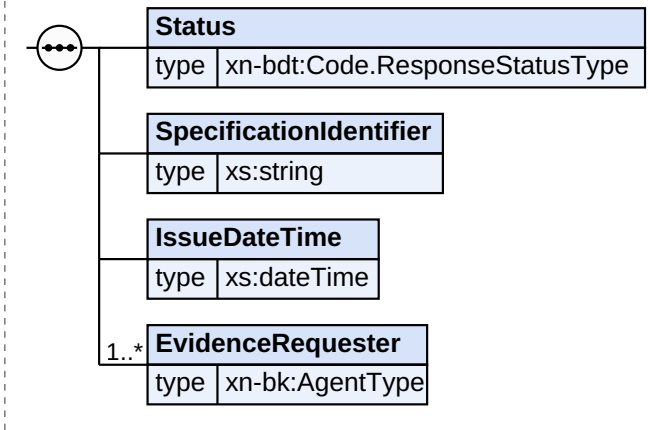 Status
type xn-bdt:Code.ResponseStatusType
SpecificationIdentifier
type xs:string
IssueDateTime
type xs:dateTime
1..*
EvidenceRequester
type xn-bk:AgentType